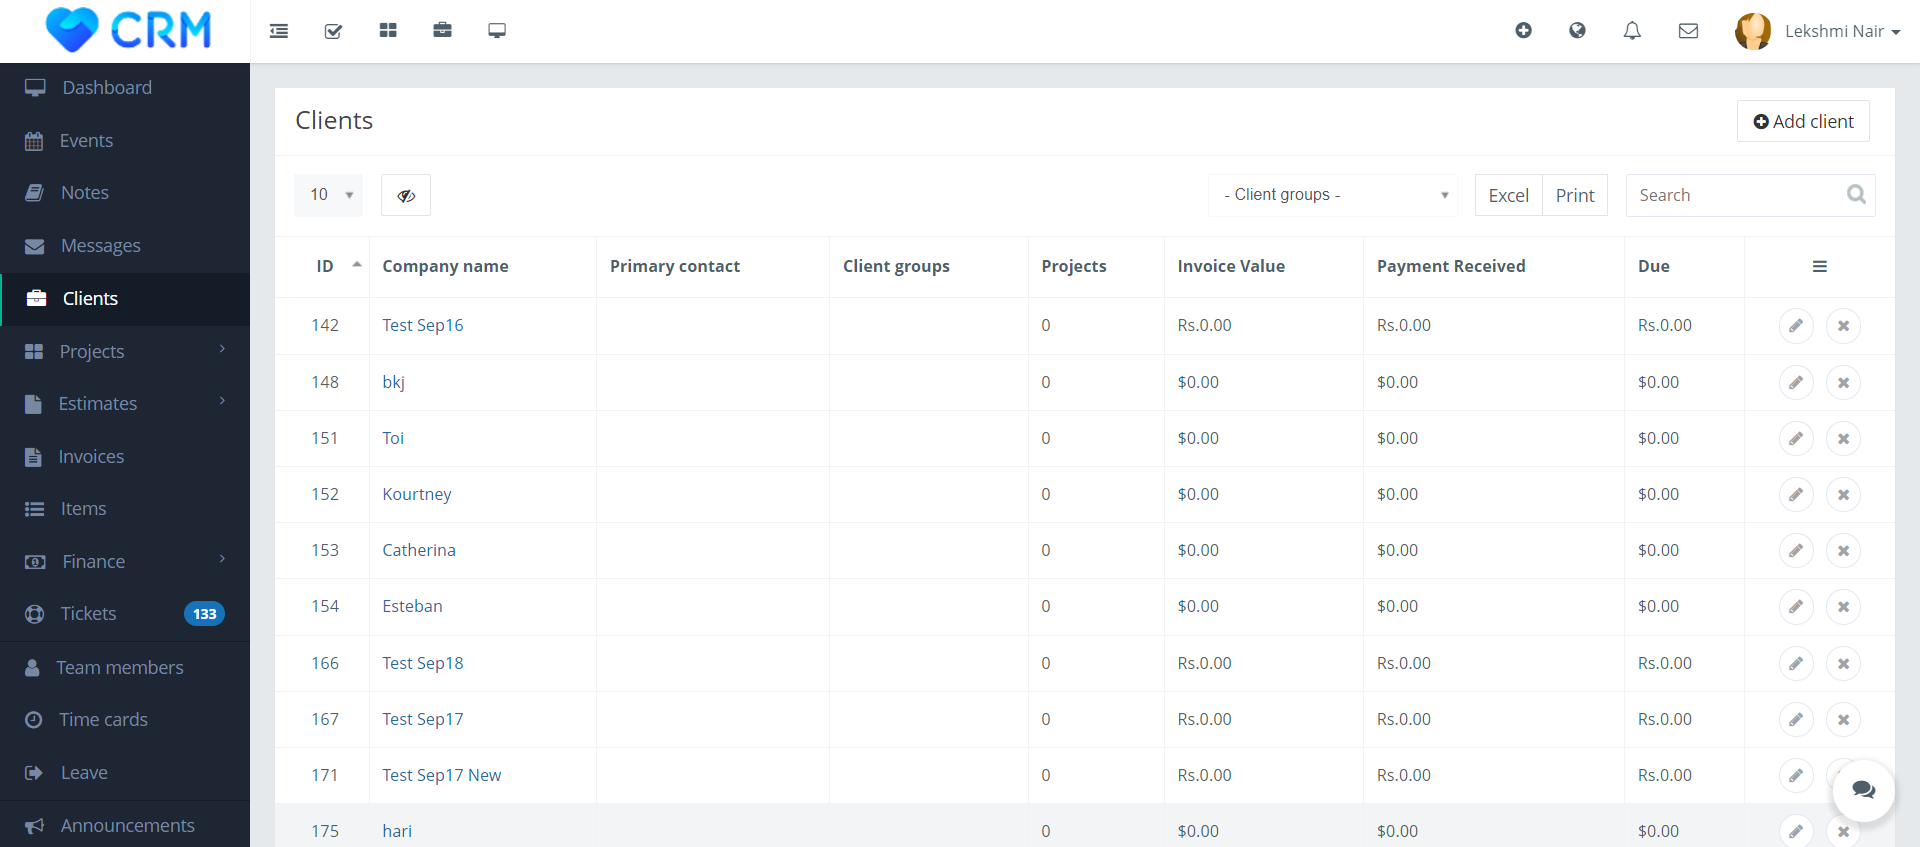 CRM
Lekshmi Nair
Dashboard
Events
Notes
Messages
Clients
Projects
Estimates
Invoices
Items
Finance
Tickets 133
Team members
Time cards
Leave
Announcements
Clients
Add client
10
- Client groups -
Excel Print
Search
ID Company name Primary contact Client groups Projects Invoice Value Payment Received Due
142 Test Sep16 0 Rs.0.00 Rs.0.00 Rs.0.00
148 bkj 0 $0.00 $0.00 $0.00
151 Toi 0 $0.00 $0.00 $0.00
152 Kourtney 0 $0.00 $0.00 $0.00
153 Catherina 0 $0.00 $0.00 $0.00
154 Esteban 0 $0.00 $0.00 $0.00
166 Test Sep18 0 Rs.0.00 Rs.0.00 Rs.0.00
167 Test Sep17 0 Rs.0.00 Rs.0.00 Rs.0.00
171 Test Sep17 New 0 Rs.0.00 Rs.0.00 Rs.0.00
175 hari 0 $0.00 $0.00 $0.00